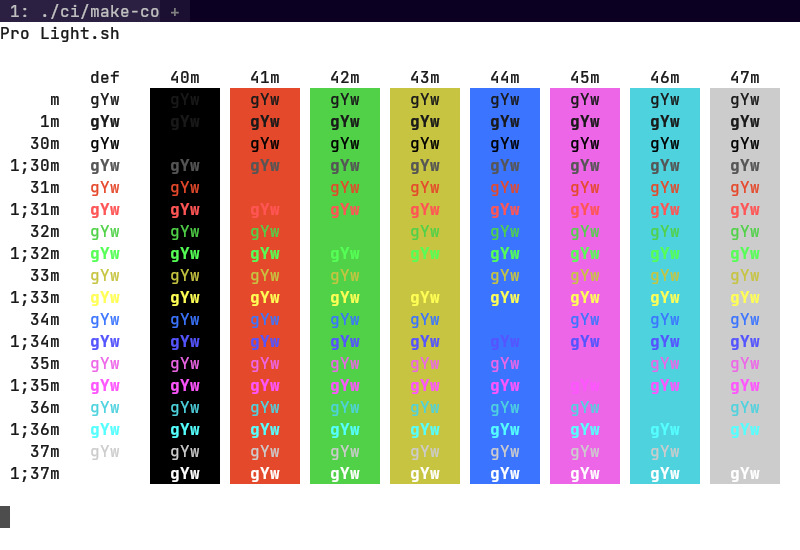 1: ./ci/make-co +
Pro Light.sh
def 40m 41m 42m 43m 44m 45m 46m 47m
m gYw gYw gYw gYw gYw gYw gYw gYw gYw
1m gYw gYw gYw gYw gYw gYw gYw gYw gYw
30m gYw gYw gYw gYw gYw gYw gYw gYw
1;30m gYw gYw gYw gYw gYw gYw gYw gYw gYw
31m gYw gYw gYw gYw gYw gYw gYw gYw
1;31m gYw gYw gYw gYw gYw gYw gYw gYw gYw
32m gYw gYw gYw gYw gYw gYw gYw gYw
1;32m gYw gYw gYw gYw gYw gYw gYw gYw gYw
33m gYw gYw gYw gYw gYw gYw gYw gYw
1;33m gYw gYw gYw gYw gYw gYw gYw gYw gYw
34m gYw gYw gYw gYw gYw gYw gYw gYw
1;34m gYw gYw gYw gYw gYw gYw gYw gYw gYw
35m gYw gYw gYw gYw gYw gYw gYw gYw
1;35m gYw gYw gYw gYw gYw gYw gYw gYw gYw
36m gYw gYw gYw gYw gYw gYw gYw gYw
1;36m gYw gYw gYw gYw gYw gYw gYw gYw gYw
37m gYw gYw gYw gYw gYw gYw gYw gYw
1;37m gYw gYw gYw gYw gYw gYw gYw gYw